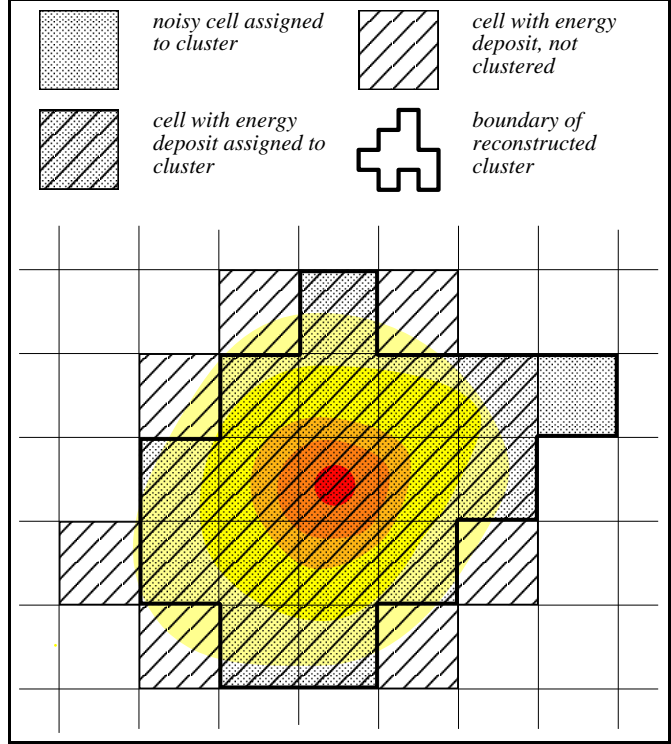 noisy cell assigned
to cluster
cell with energy
deposit, not
clustered
cell with energy
deposit assigned to
cluster
boundary of
reconstructed
cluster